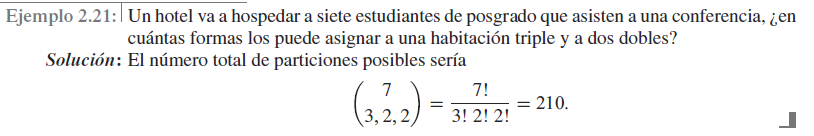 Ejemplo 2.21: Un hotel va a hospedar a siete estudiantes de posgrado que asisten a una conferencia, ¿en
cuántas formas los puede asignar a una habitación triple y a dos dobles?
Solución: El número total de particiones posibles sería
(7
3, 2, 2) = 7! / 3! 2! 2! = 210.